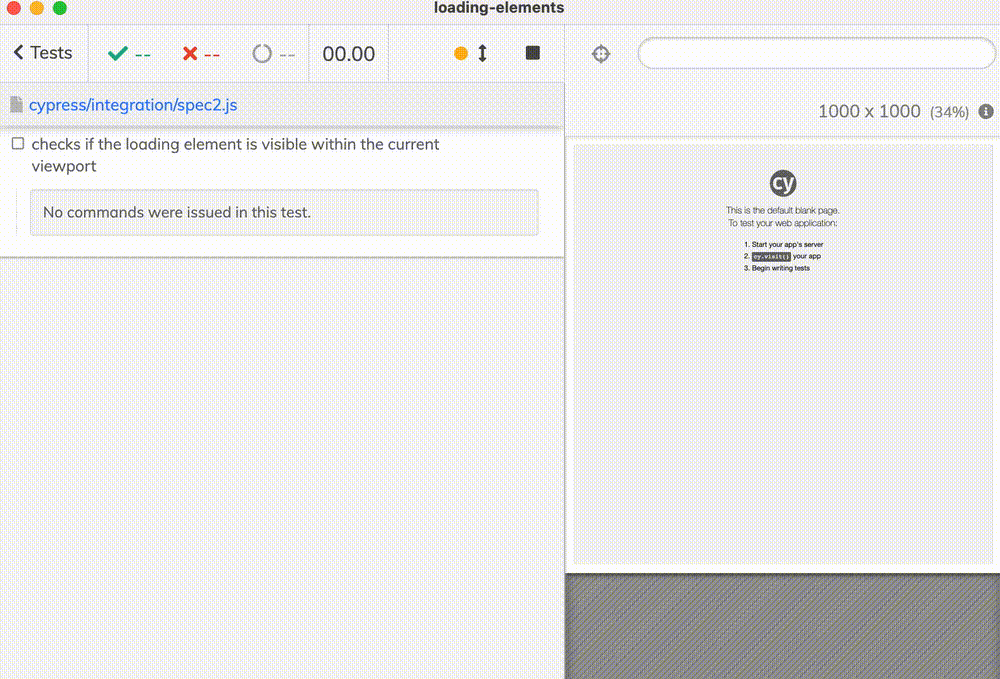 loading-elements
Tests
--
--
--
00.00
cypress/integration/spec2.js
checks if the loading element is visible within the current
viewport
No commands were issued in this test.
1000 x 1000 (34%)
cy
This is the default blank page.
To test your web application:
1. Start your app's server
2. cy.visit() your app
3. Begin writing tests